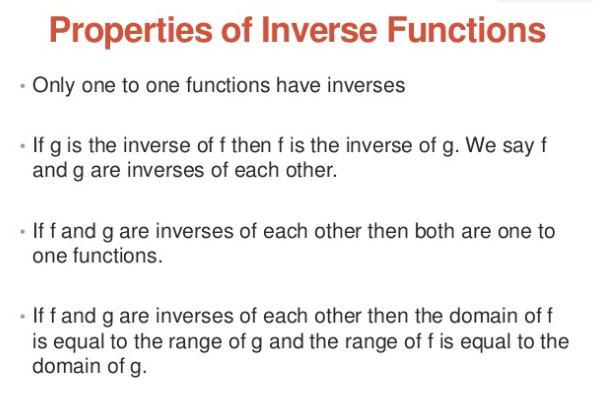 Properties of Inverse Functions
• Only one to one functions have inverses
• If g is the inverse of f then f is the inverse of g. We say f
and g are inverses of each other.
• If f and g are inverses of each other then both are one to
one functions.
• If f and g are inverses of each other then the domain of f
is equal to the range of g and the range of f is equal to the
domain of g.